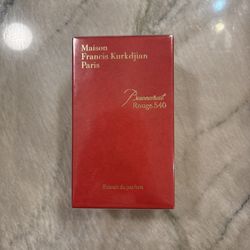 Maison
Francis Kurkdjian
Paris
Baccarat
Rouge 540
Extrait de parfum